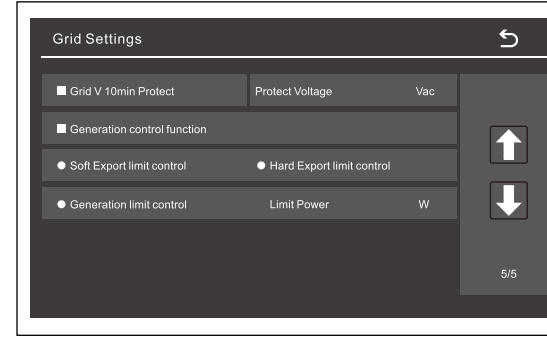 Grid Settings
Grid V 10min Protect Protect Voltage Vac
Generation control function
Soft Export limit control Hard Export limit control
Generation limit control Limit Power W
5/5